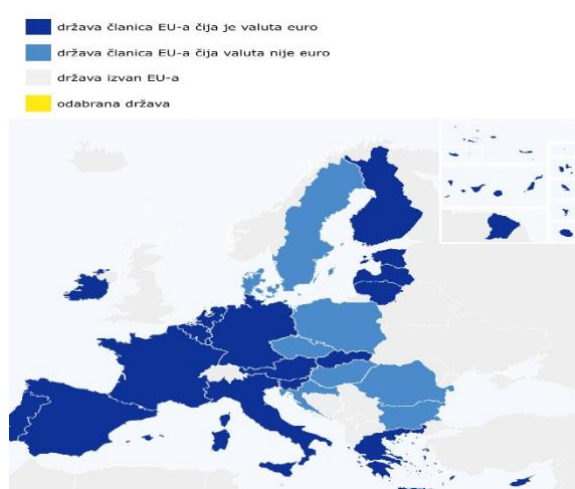 država članica EU-a čija je valuta euro
država članica EU-a čija valuta nije euro
država izvan EU-a
odabrana država